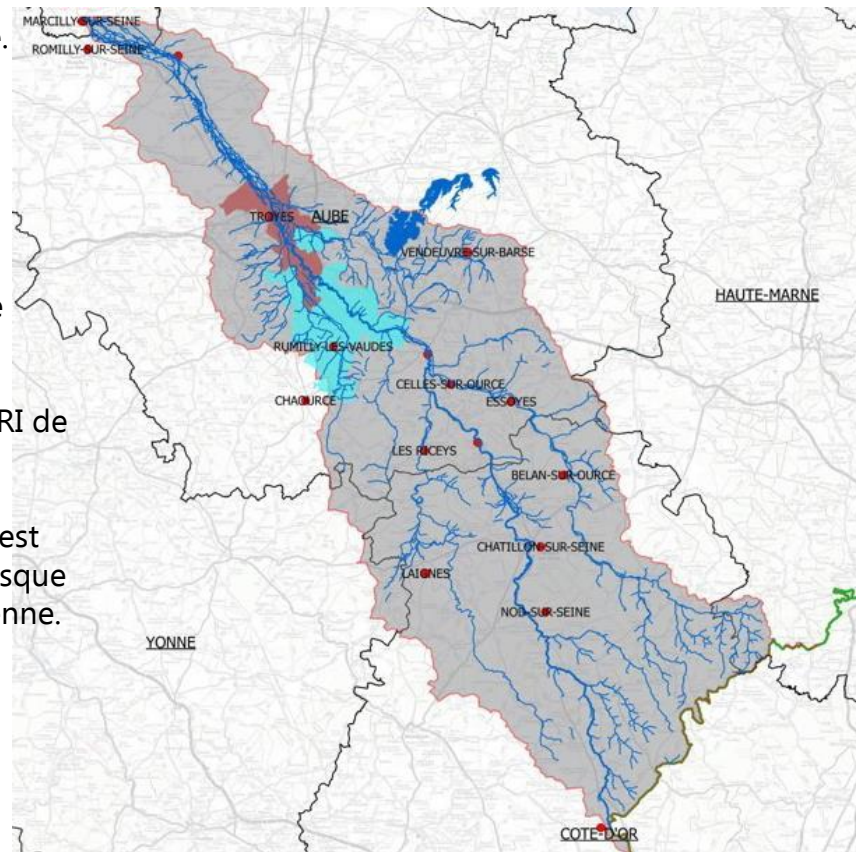 MARCILLY-SUR-SEINE
ROMILLY-SUR-SEINE
TROYES
AUBE
VENDEUVRE-SUR-BARSE
HAUTE-MARNE
RUMILLY-LES-VAUDES
CELLES-SUR-OURCE
CHAOURCE
ESSOYES
RI de
LES RICEYS
BELAN-SUR-OURCE
est
CHATILLON-SUR-SEINE
sque
LAIGNES
nne.
NOD-SUR-SEINE
YONNE
COTE-D'OR